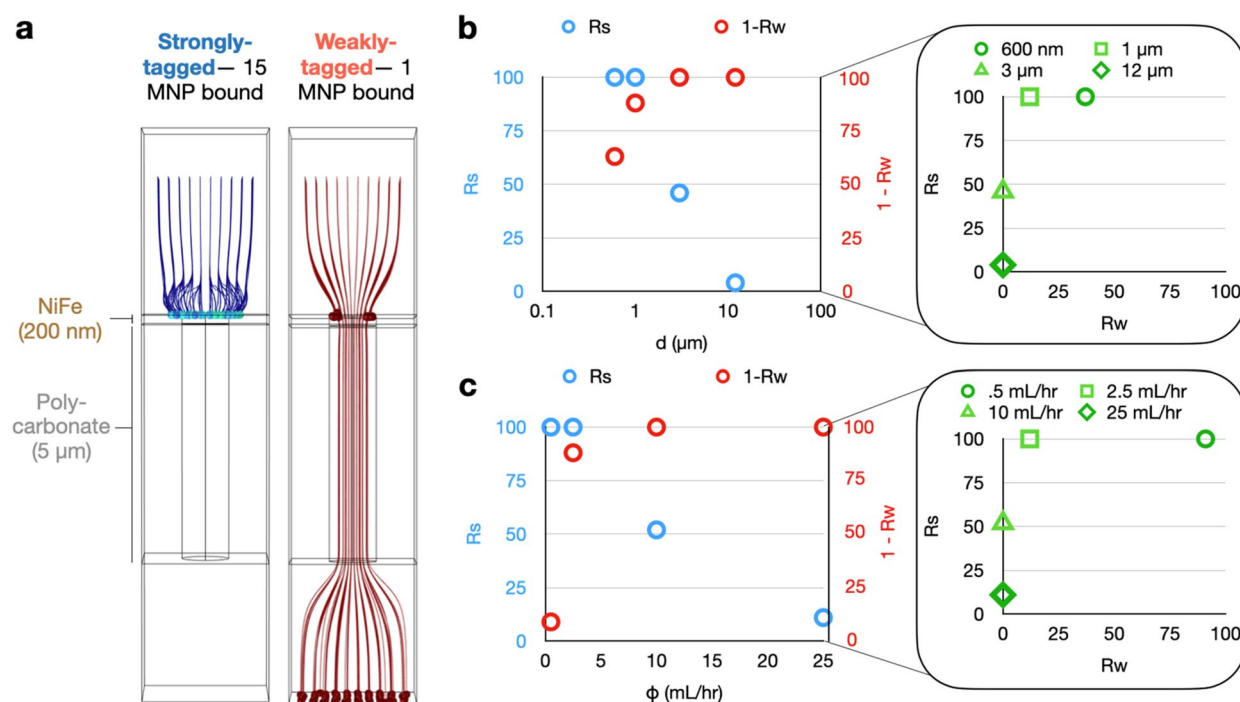 a
Strongly-
tagged— 15
MNP bound
Weakly-
tagged— 1
MNP bound
NiFe
(200 nm)
Poly-
carbonate
(5 µm)
b
Rs
1-Rw
100
75
50
25
0
Rs
100
75
50
25
0
1 - Rw
0.1
1
10
100
d (µm)
600 nm
1 µm
3 µm
12 µm
100
75
50
25
0
Rs
0
25
50
75
100
Rw
c
Rs
1-Rw
100
75
50
25
0
Rs
100
75
50
25
0
1 - Rw
0
5
10
15
20
25
ɸ (mL/hr)
.5 mL/hr
2.5 mL/hr
10 mL/hr
25 mL/hr
100
75
50
25
0
Rs
0
25
50
75
100
Rw